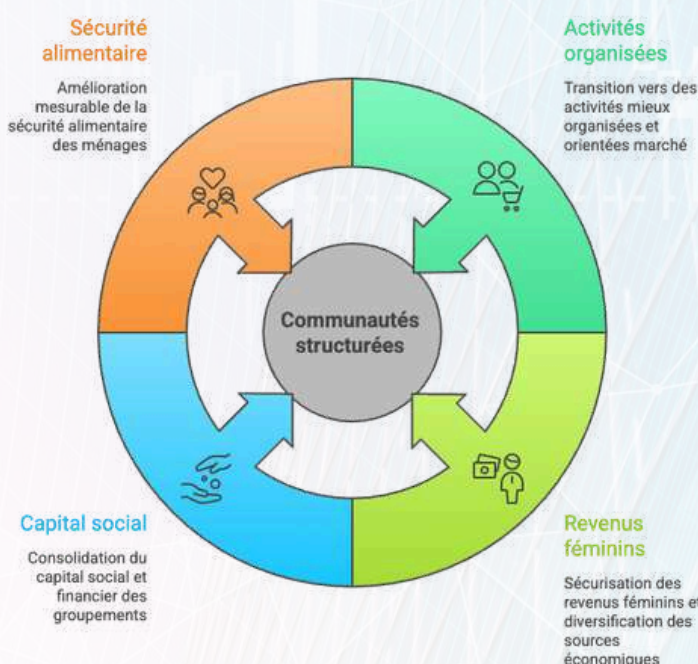 Sécurité
alimentaire
Amélioration
mesurable de la
sécurité alimentaire
des ménages
Activités
organisées
Transition vers des
activités mieux
organisées et
orientées marché
Communautés
structurées
Capital social
Consolidation du
capital social et
financier des
groupements
Revenus
féminins
Sécurisation des
revenus féminins et
diversification des
sources
économiques